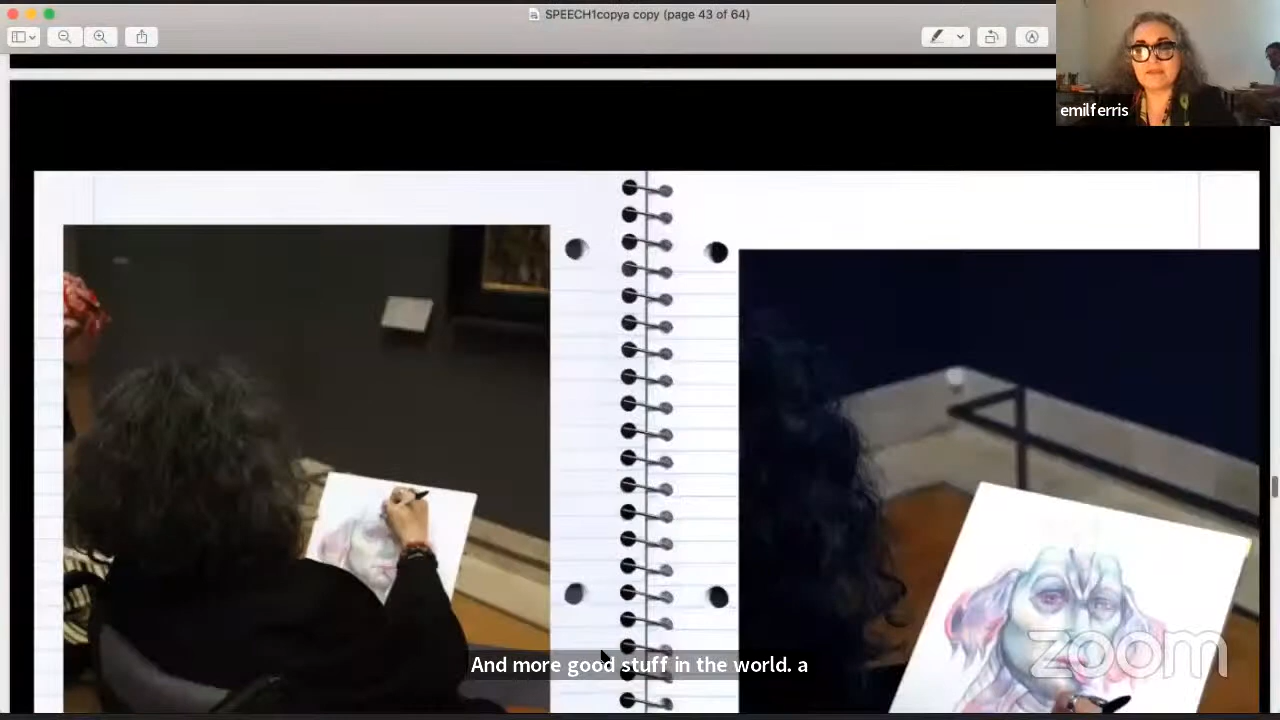 SPEECH1copya copy (page 43 of 64)
emilferris
And more good stuff in the world. a
zoom